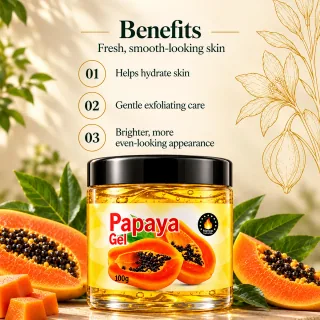 Benefits
Fresh, smooth-looking skin
01 Helps hydrate skin
02 Gentle exfoliating care
03 Brighter, more
even-looking appearance
Papaya
Gel
100g